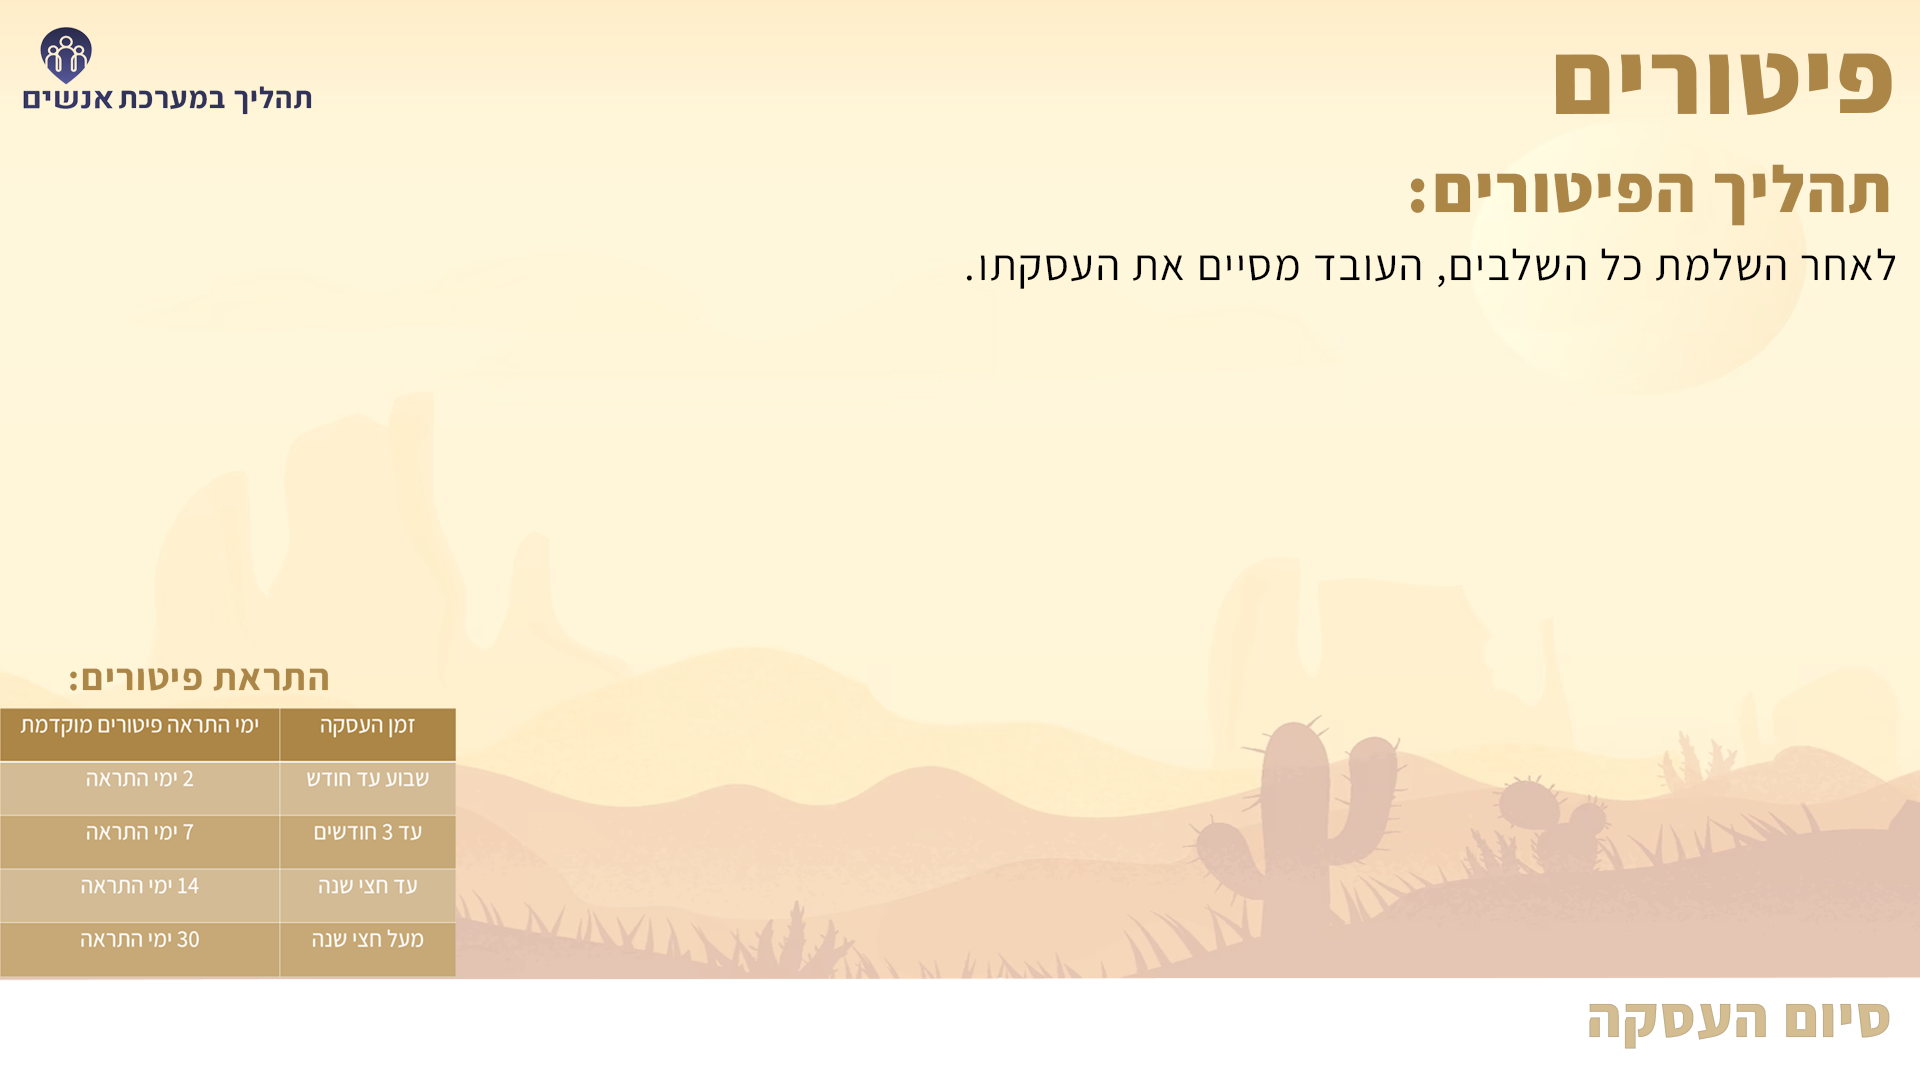 פיטורים
תהליך במערכת אנשים
תהליך הפיטורים:
לאחר השלמת כל השלבים, העובד מסיים את העסקתו.
התראת פיטורים:
זמן העסקה ימי התראה פיטורים מוקדמת
שבוע עד חודש 2 ימי התראה
עד 3 חודשים 7 ימי התראה
עד חצי שנה 14 ימי התראה
מעל חצי שנה 30 ימי התראה
סיום העסקה